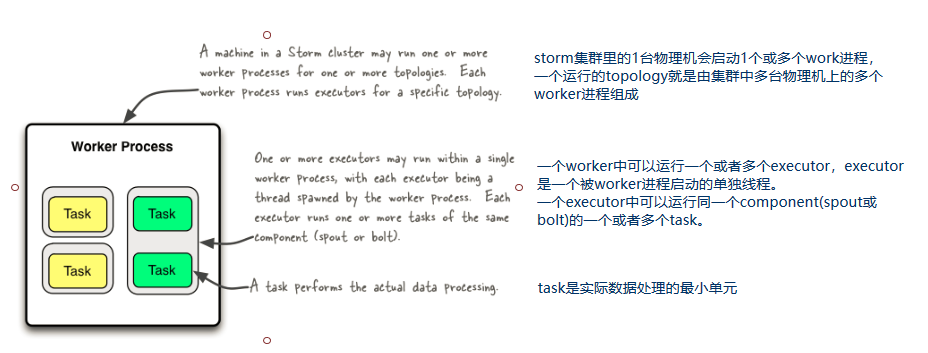 A machine in a Storm cluster may run one or more
worker processes for one or more topologies. Each
worker process runs executors for a specific topology.
storm集群里的1台物理机会启动1个或多个work进程，
一个运行的topology就是由集群中多台物理机上的多个
worker进程组成
Worker Process
Task
Task
Task
Task
One or more executors may run within a single
worker process, with each executor being a
thread spawned by the worker process. Each
executor runs one or more tasks of the same
component (spout or bolt).
一个worker中可以运行一个或者多个executor，executor
是一个被worker进程启动的单独线程。
一个executor中可以运行同一个component(spout或
bolt)的一个或者多个task。
A task performs the actual data processing.
task是实际数据处理的最小单元